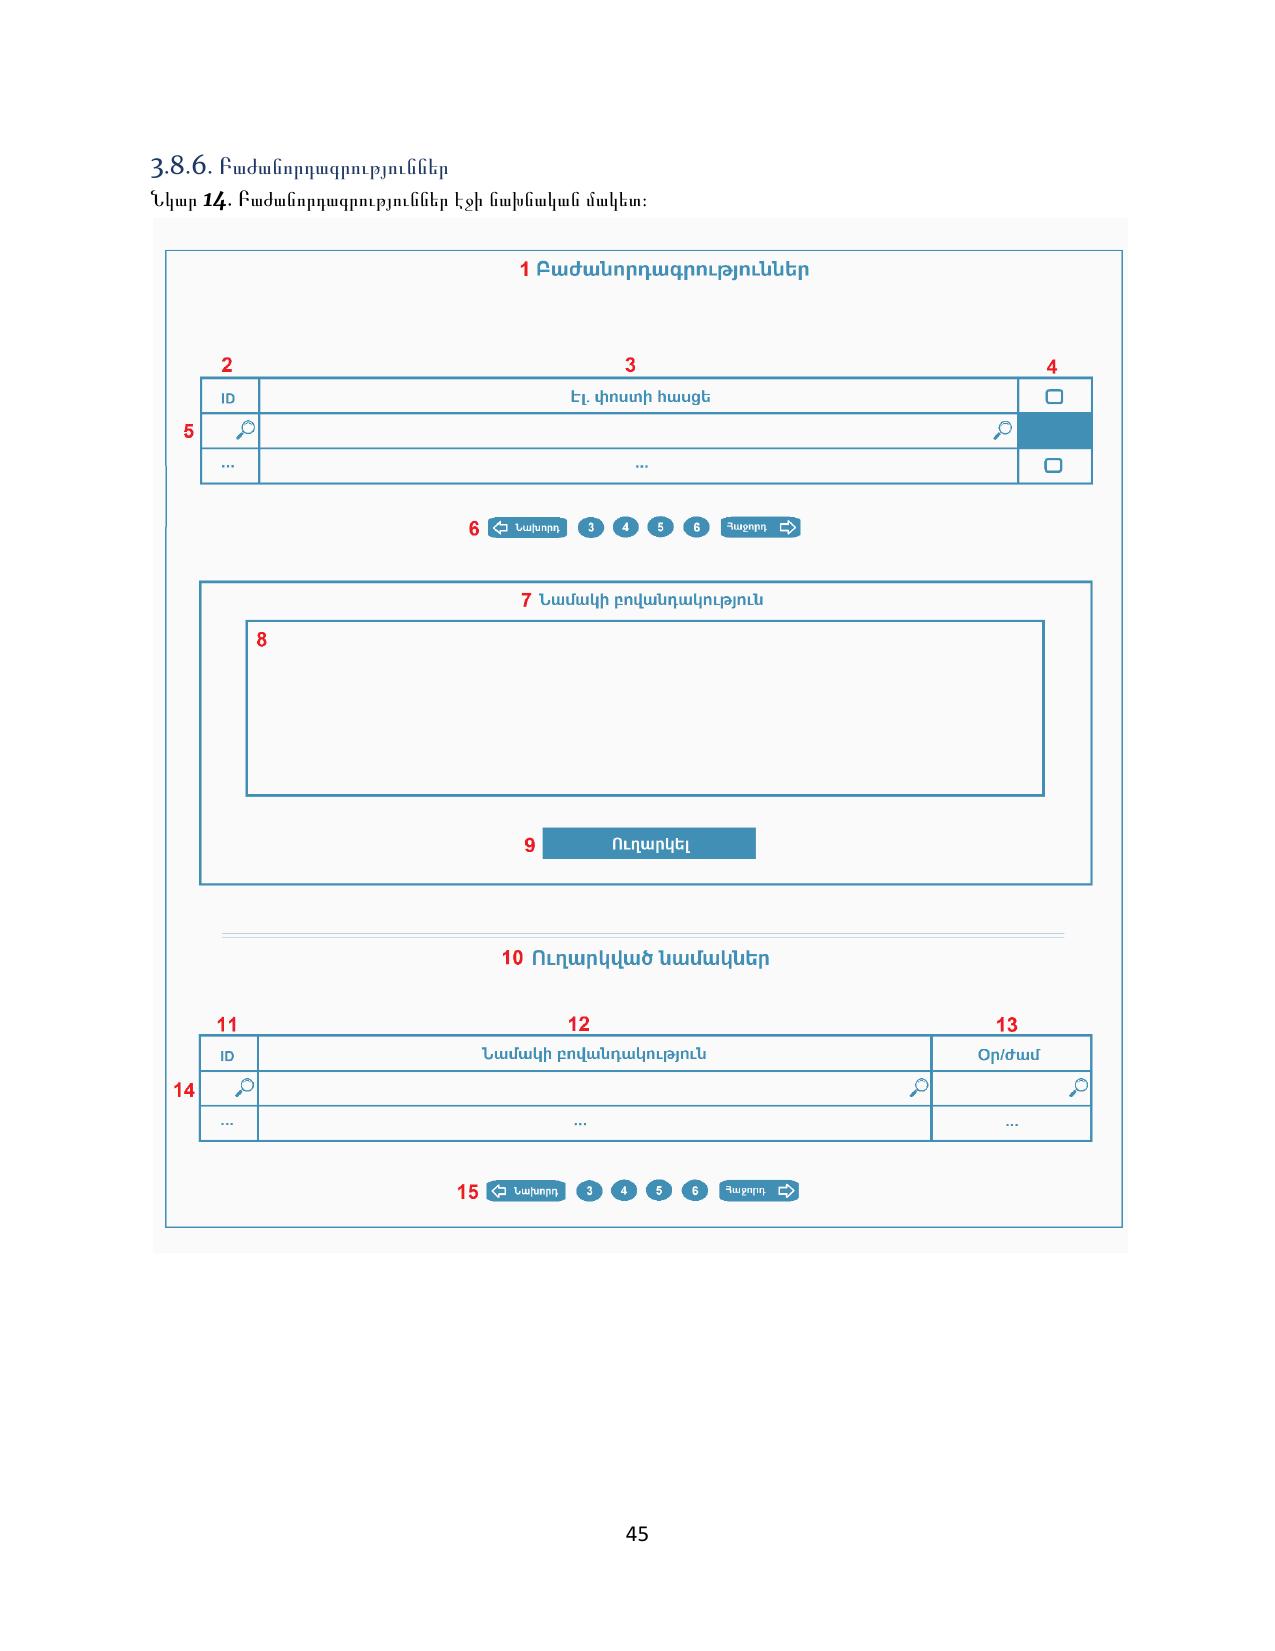 3.8.6. Բաժանորդագրություններ
Նկար 14. Բաժանորդագրություններ էջի նախնական մակետ:
1 Բաժանորդագրություններ
2 3 4
ID Էլ. փոստի հասցե
5
... ...
6 Նախորդ 3 4 5 6 Հաջորդ
7 Նամակի բովանդակություն
8
9 Ուղարկել
10 Ուղարկված նամակներ
11 12 13
ID Նամակի բովանդակություն Օր/ժամ
14
... ... ...
15 Նախորդ 3 4 5 6 Հաջորդ
45